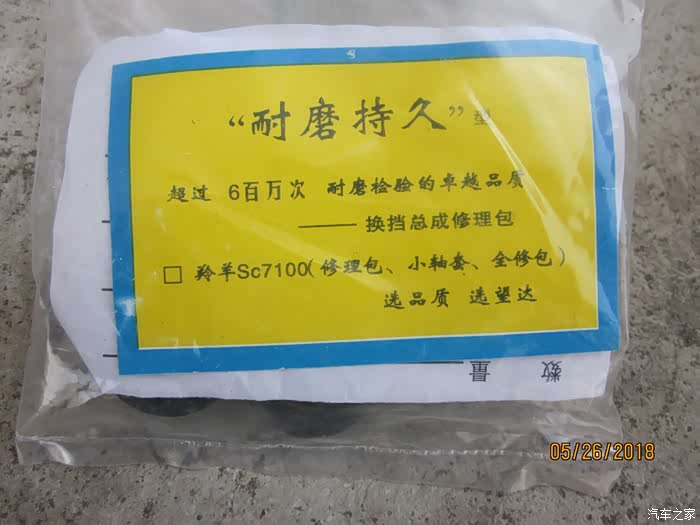 “耐磨持久”型
超过 6百万次 耐磨检验的卓越品质
——换挡总成修理包
□ 羚羊Sc7100(修理包、小轴套、全修包)
选品质 选望达
数 量
05/26/2018
汽车之家